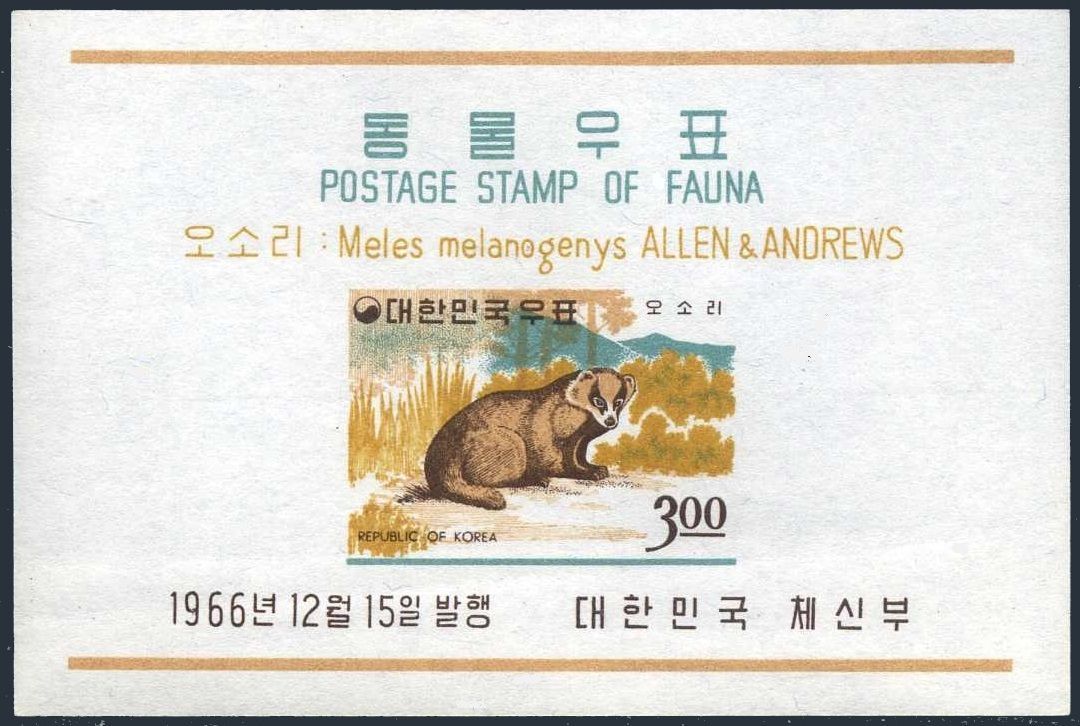 동물우표
POSTAGE STAMP OF FAUNA
오소리 : Meles melanogenys ALLEN & ANDREWS
대한민국우표 오소리
3.00
REPUBLIC OF KOREA
1966년 12월 15일 발행 대한민국 체신부